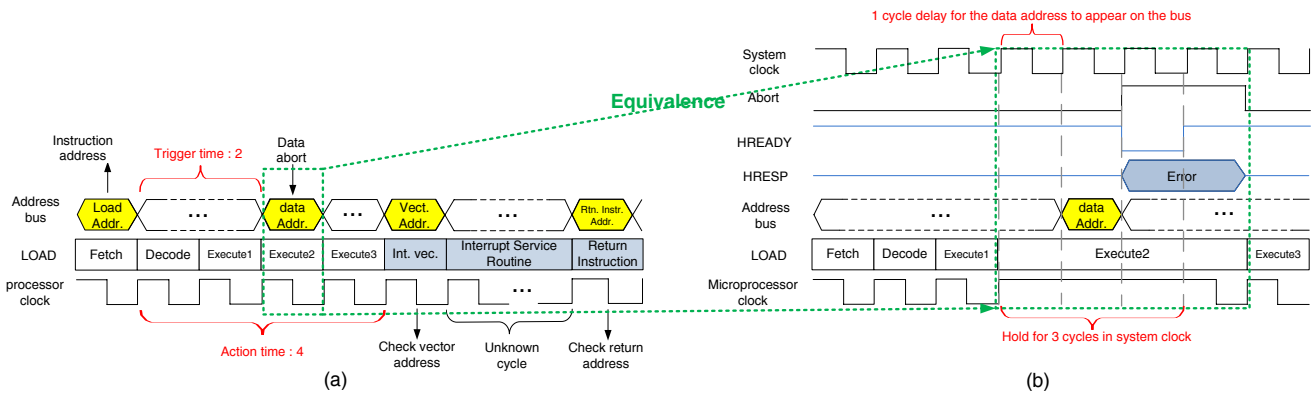 1 cycle delay for the data address to appear on the bus
System
clock
Equivalence
Abort
HREADY
HRESP
Error
Address
bus
...
data
Addr.
...
LOAD
Fetch
Decode
Execute1
Execute2
Execute3
Microprocessor
clock
Hold for 3 cycles in system clock
(b)
Instruction
address
Trigger time : 2
Data
abort
Address
bus
Load
Addr.
...
data
Addr.
...
Vect.
Addr.
...
Rtn. Instr.
Addr.
LOAD
Fetch
Decode
Execute1
Execute2
Execute3
Int. vec.
Interrupt Service
Routine
Return
Instruction
processor
clock
...
Action time : 4
Check vector
address
Unknown
cycle
Check return
address
(a)